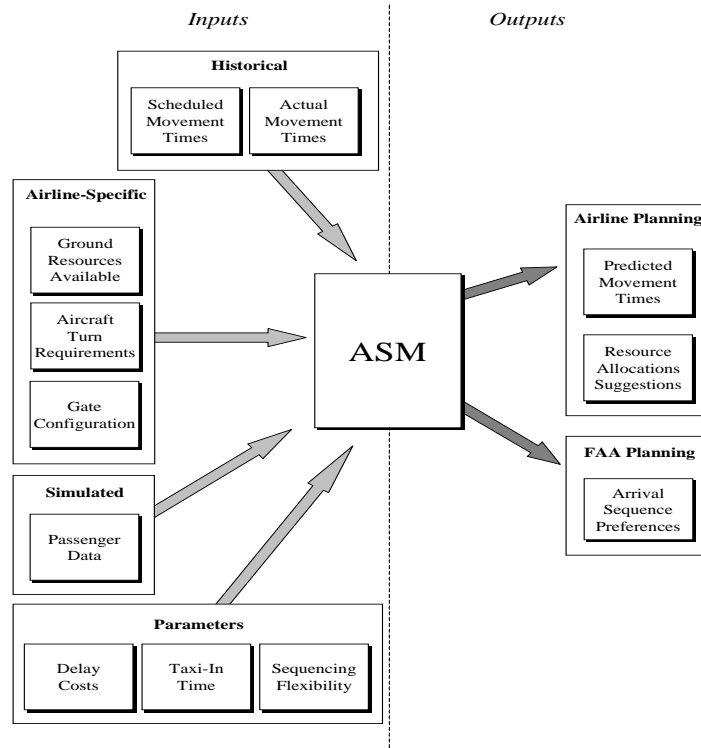 Inputs
Outputs
Historical
Scheduled
Movement
Times
Actual
Movement
Times
Airline-Specific
Ground
Resources
Available
Aircraft
Turn
Requirements
Gate
Configuration
Simulated
Passenger
Data
Parameters
Delay
Costs
Taxi-In
Time
Sequencing
Flexibility
ASM
Airline Planning
Predicted
Movement
Times
Resource
Allocations
Suggestions
FAA Planning
Arrival
Sequence
Preferences